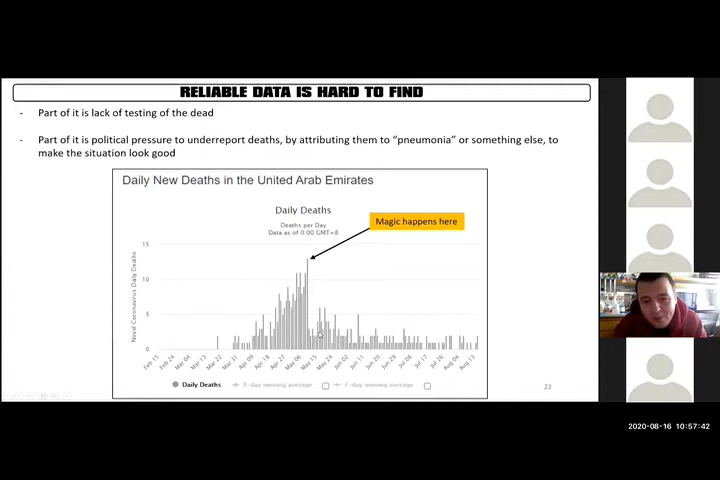 RELIABLE DATA IS HARD TO FIND
- Part of it is lack of testing of the dead
- Part of it is political pressure to underreport deaths, by attributing them to “pneumonia” or something else, to
make the situation look good
Daily New Deaths in the United Arab Emirates
Daily Deaths
Deaths per Day
Data as of 0:00 GMT+8
Magic happens here
Novel Coronavirus Daily Deaths
15
10
5
0
Feb 15 Feb 24 Mar 04 Mar 13 Mar 22 Mar 31 Apr 09 Apr 18 Apr 27 May 06 May 15 May 24 Jun 02 Jun 11 Jun 20 Jun 29 Jul 08 Jul 17 Jul 26 Aug 04 Aug 13
Daily Deaths 3-day moving average 7-day moving average
23
2020-08-16 10:57:42